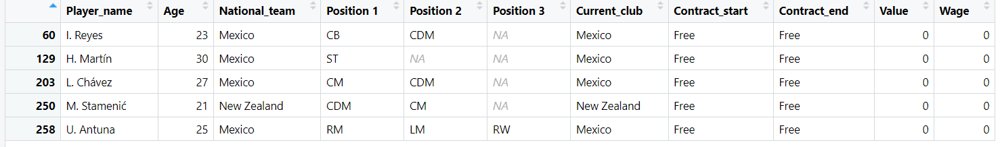 Player_name Age National_team Position 1 Position 2 Position 3 Current_club Contract_start Contract_end Value Wage
60 I. Reyes 23 Mexico CB CDM NA Mexico Free Free 0 0
129 H. Martín 30 Mexico ST NA NA Mexico Free Free 0 0
203 L. Chávez 27 Mexico CM CDM NA Mexico Free Free 0 0
250 M. Stamenić 21 New Zealand CDM CM NA New Zealand Free Free 0 0
258 U. Antuna 25 Mexico RM LM RW Mexico Free Free 0 0